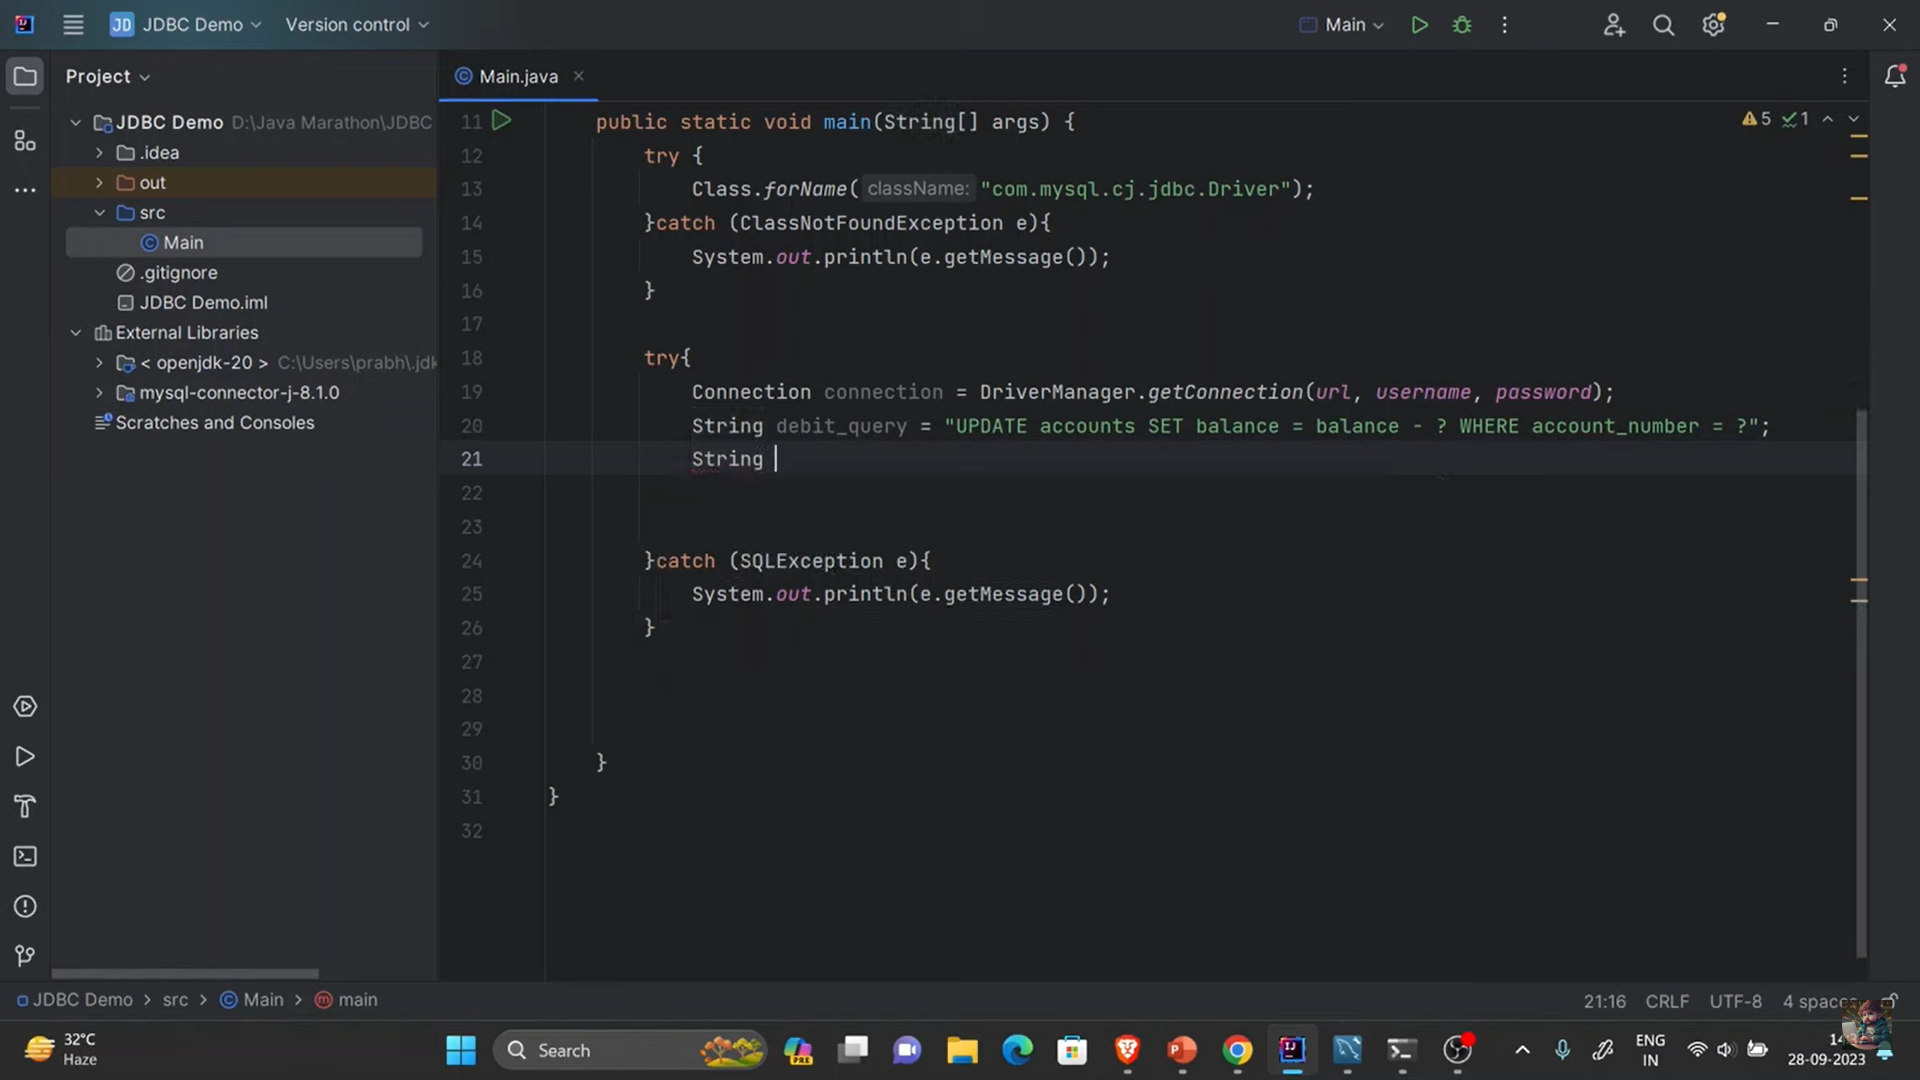 JD JDBC Demo Version control Main
Project
Main.java
JDBC Demo D:\Java Marathon\JDBC
.idea
out
src
Main
.gitignore
JDBC Demo.iml
External Libraries
< openjdk-20 > C:\Users\prabh\.jdk
mysql-connector-j-8.1.0
Scratches and Consoles
5 1
11 public static void main(String[] args) {
12 try {
13 Class.forName( className: "com.mysql.cj.jdbc.Driver");
14 }catch (ClassNotFoundException e){
15 System.out.println(e.getMessage());
16 }
17
18 try{
19 Connection connection = DriverManager.getConnection(url, username, password);
20 String debit_query = "UPDATE accounts SET balance = balance - ? WHERE account_number = ?";
21 String
22
23
24 }catch (SQLException e){
25 System.out.println(e.getMessage());
26 }
27
28
29
30 }
31 }
32
JDBC Demo > src > Main > main
21:16 CRLF UTF-8 4 spaces
32°C
Haze
Search
PRE
ENG
IN
28-09-2023